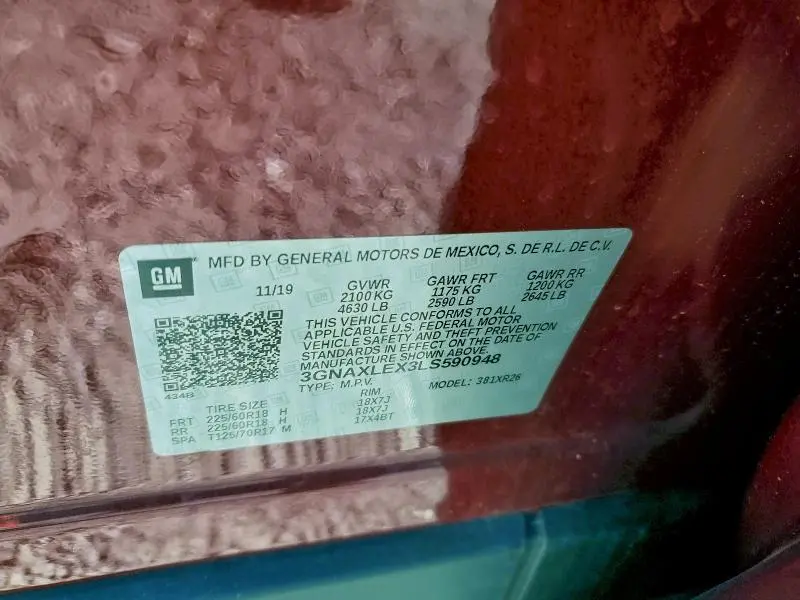 GM
MFD BY GENERAL MOTORS DE MEXICO, S. DE R.L. DE C.V.
11/19 GVWR GAWR FRT GAWR RR
2100 KG 1175 KG 1200 KG
4630 LB 2590 LB 2645 LB
THIS VEHICLE CONFORMS TO ALL
APPLICABLE U.S. FEDERAL MOTOR
VEHICLE SAFETY AND THEFT PREVENTION
STANDARDS IN EFFECT ON THE DATE OF
MANUFACTURE SHOWN ABOVE.
3GNAXLEX3LS590948
434B TYPE: M.P.V. MODEL: 381XR26
TIRE SIZE RIM
FRT 225/60R18 H 18X7J
RR 225/60R18 H 18X7J
SPA T125/70R17 M 17X4BT